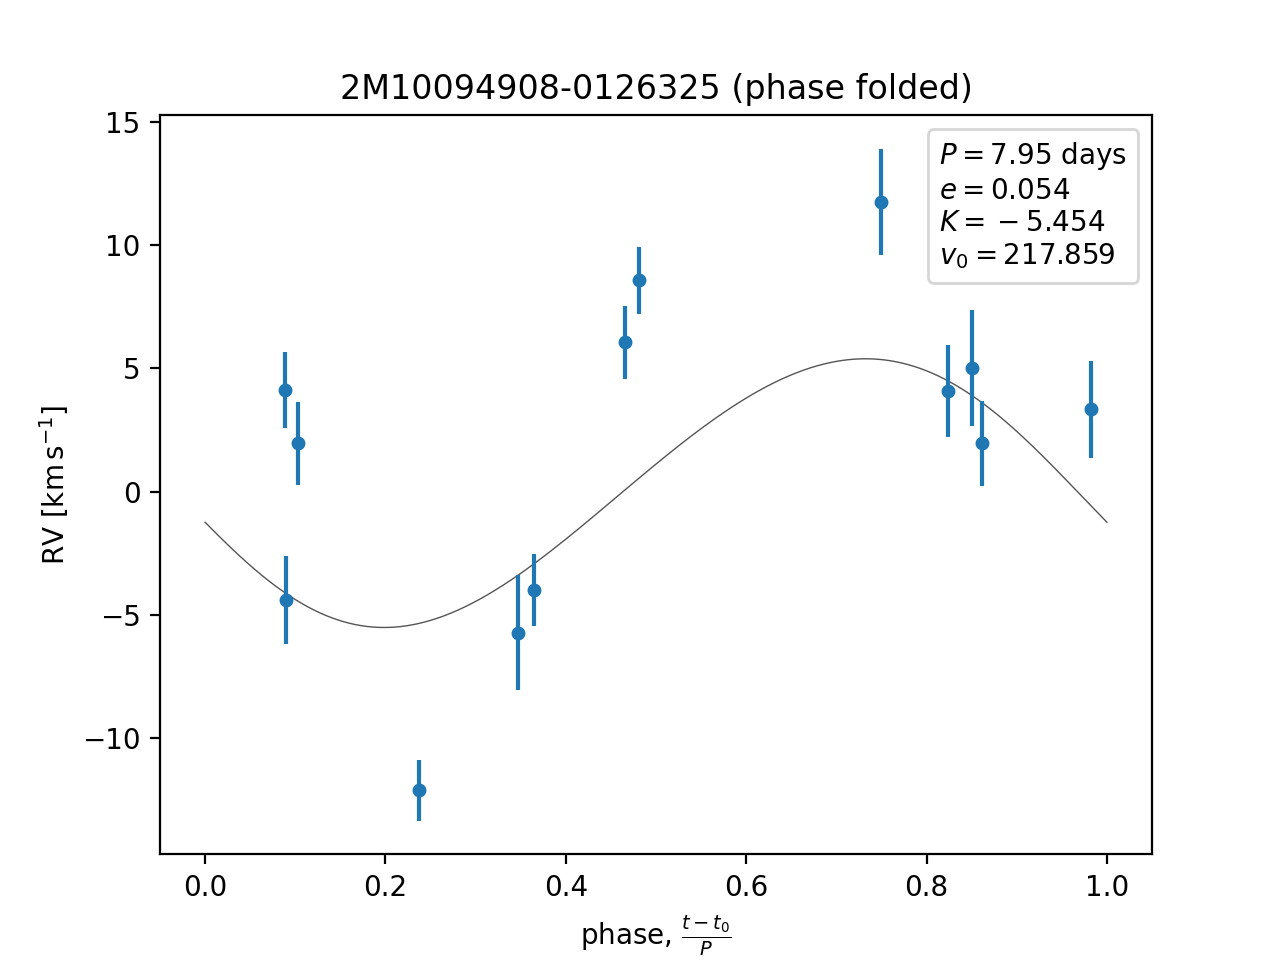 2M10094908-0126325 (phase folded)
P = 7.95 days
e = 0.054
K = −5.454
v₀ = 217.859
RV [km s⁻¹]
15
10
5
0
−5
−10
0.0 0.2 0.4 0.6 0.8 1.0
phase, (t − t₀)/P